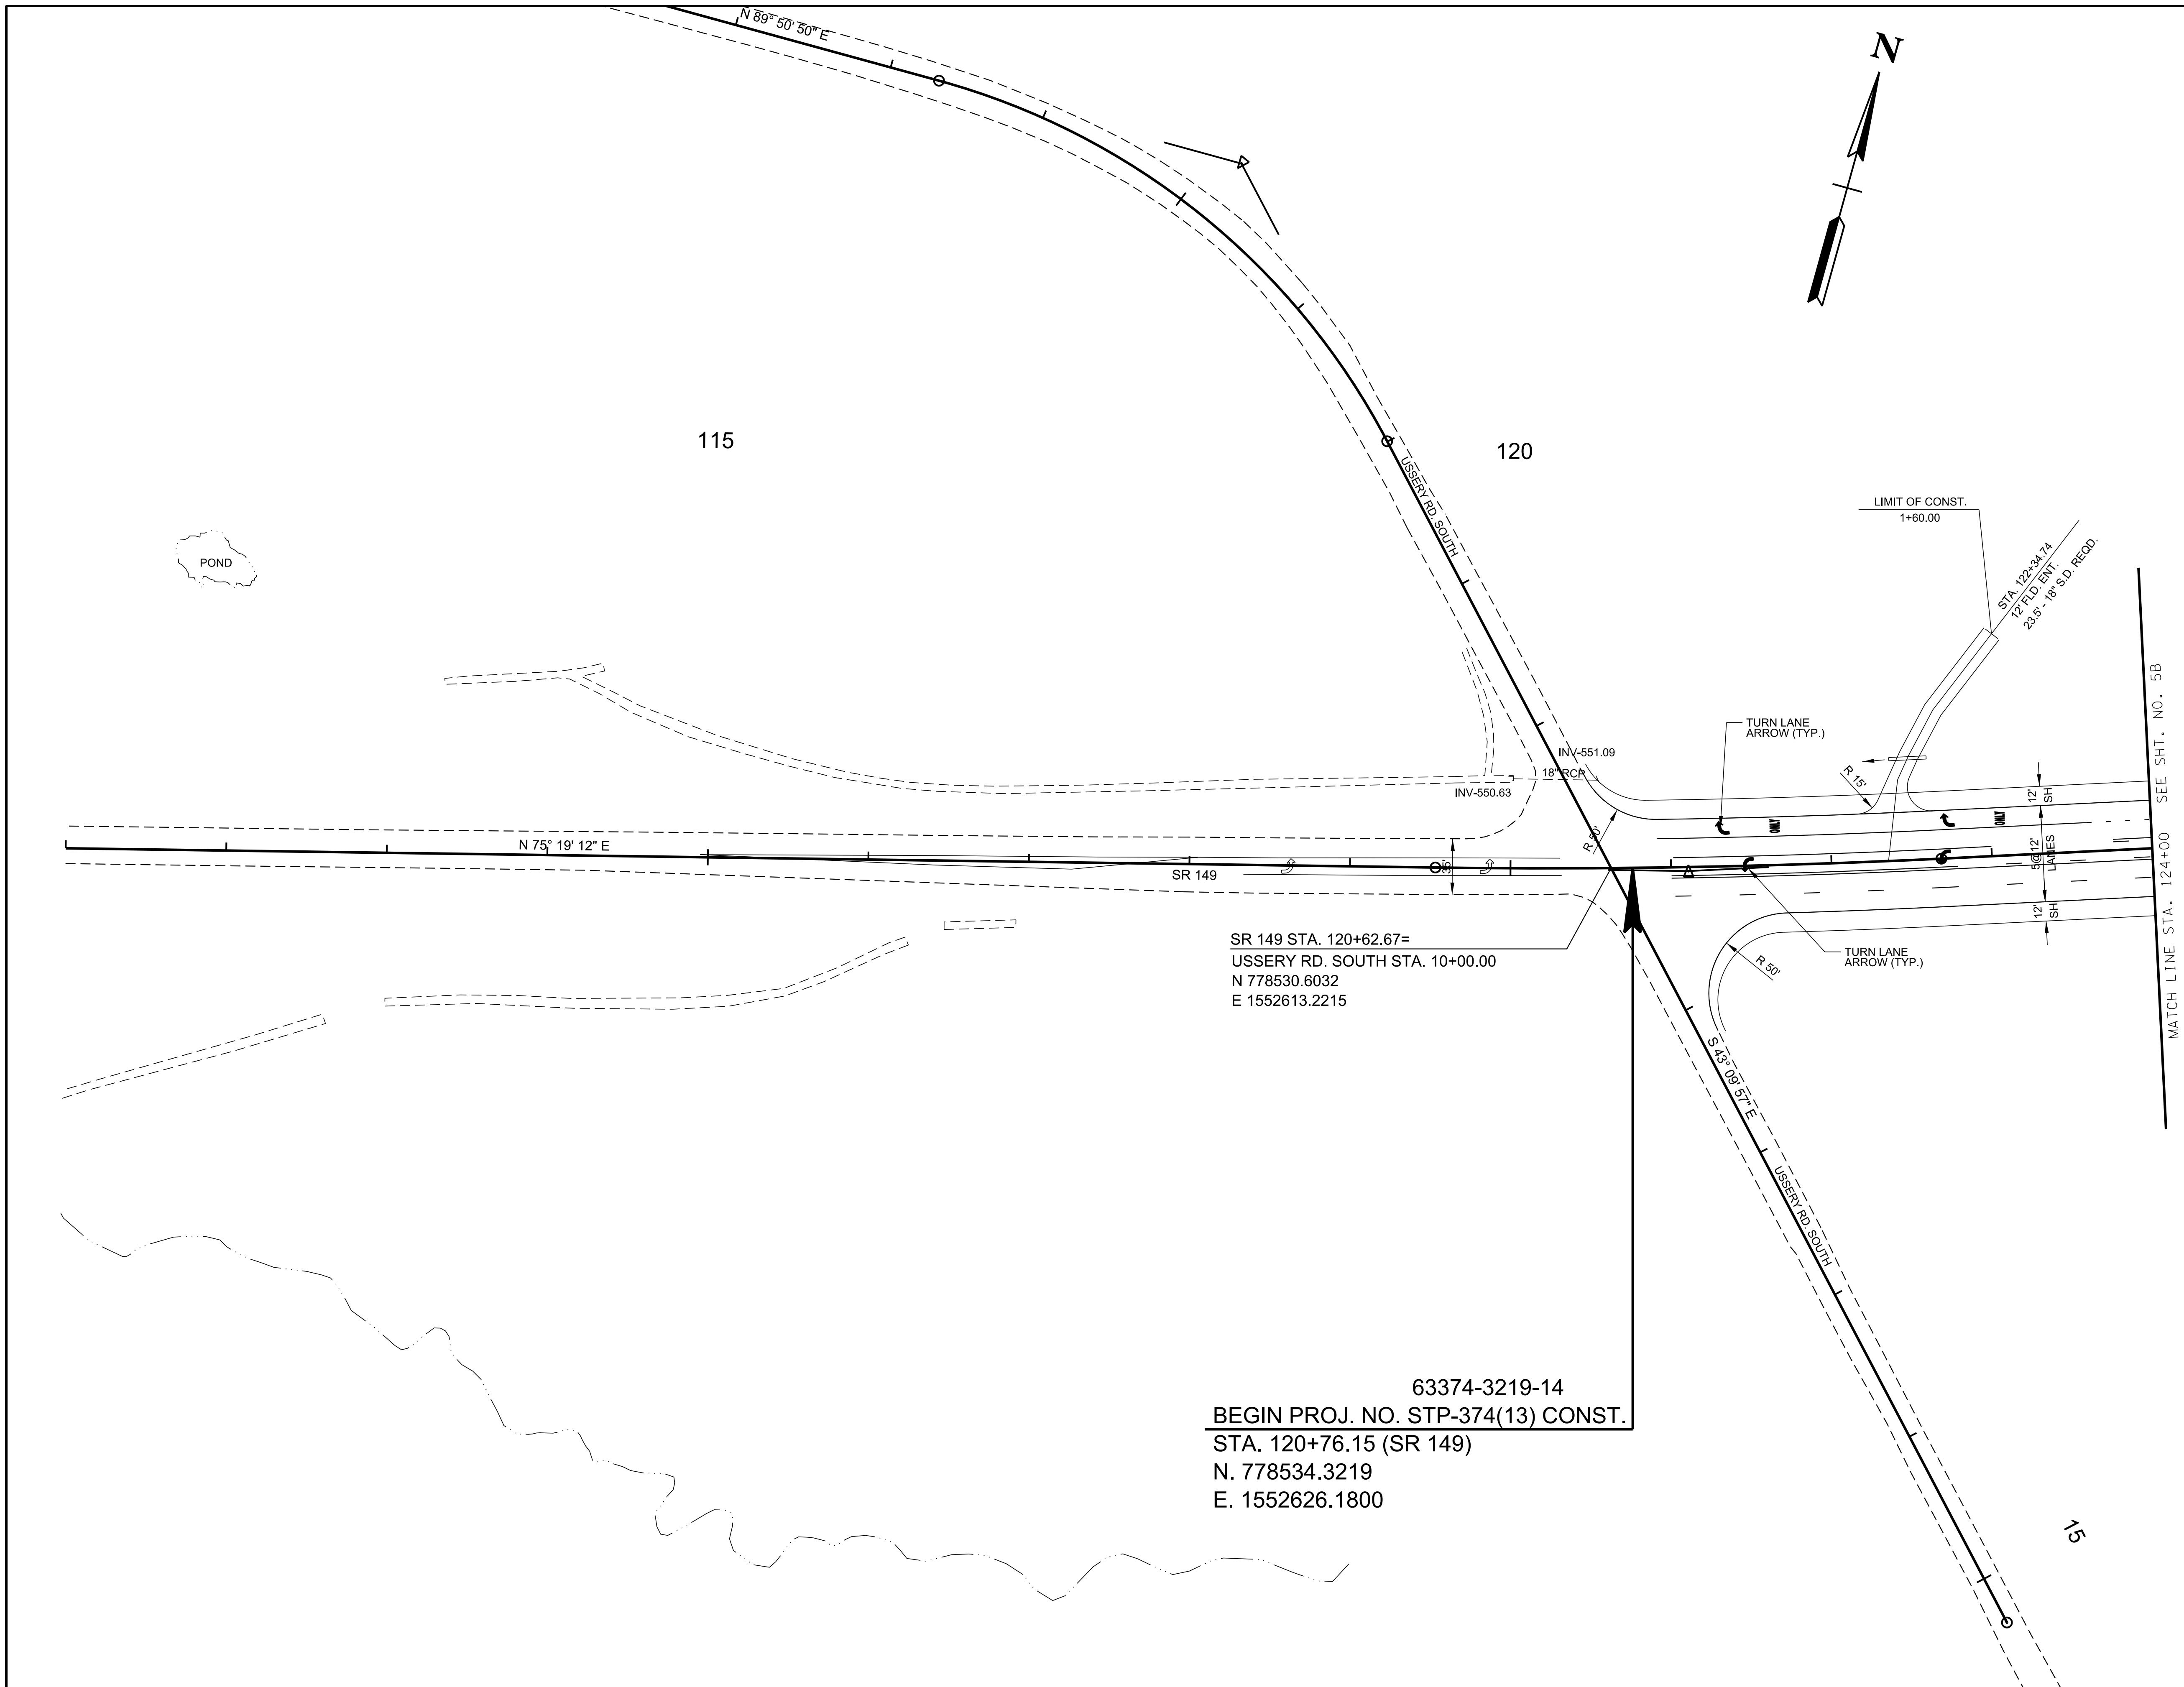 N 89° 50' 50" E
N
115
120
USSERY RD. SOUTH
LIMIT OF CONST.
1+60.00
STA. 122+34.74
12' FLD. ENT.
23.5' - 18" S.D. REQD.
POND
TURN LANE
ARROW (TYP.)
INV-551.09
18" RCP
INV-550.63
R 15'
12'
SH
ONLY
ONLY
R 50'
5@12'
LANES
N 75° 19' 12" E
SR 149
35'
12'
SH
MATCH LINE STA. 124+00 SEE SHT. NO. 5B
SR 149 STA. 120+62.67=
USSERY RD. SOUTH STA. 10+00.00
N 778530.6032
E 1552613.2215
R 50'
TURN LANE
ARROW (TYP.)
S 43° 09' 57" E
USSERY RD. SOUTH
63374-3219-14
BEGIN PROJ. NO. STP-374(13) CONST.
STA. 120+76.15 (SR 149)
N. 778534.3219
E. 1552626.1800
15